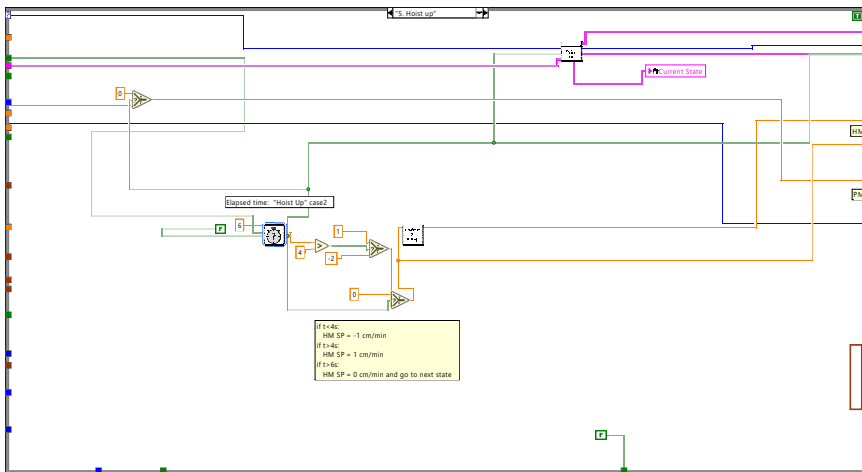 "5. Hoist up"
T
Current State
0
HM
PM
Elapsed time: "Hoist Up" case2
6
F
1
>
4
-2
0
if t<4s:
HM SP = -1 cm/min
if t>4s:
HM SP = 1 cm/min
if t>6s:
HM SP = 0 cm/min and go to next state
F